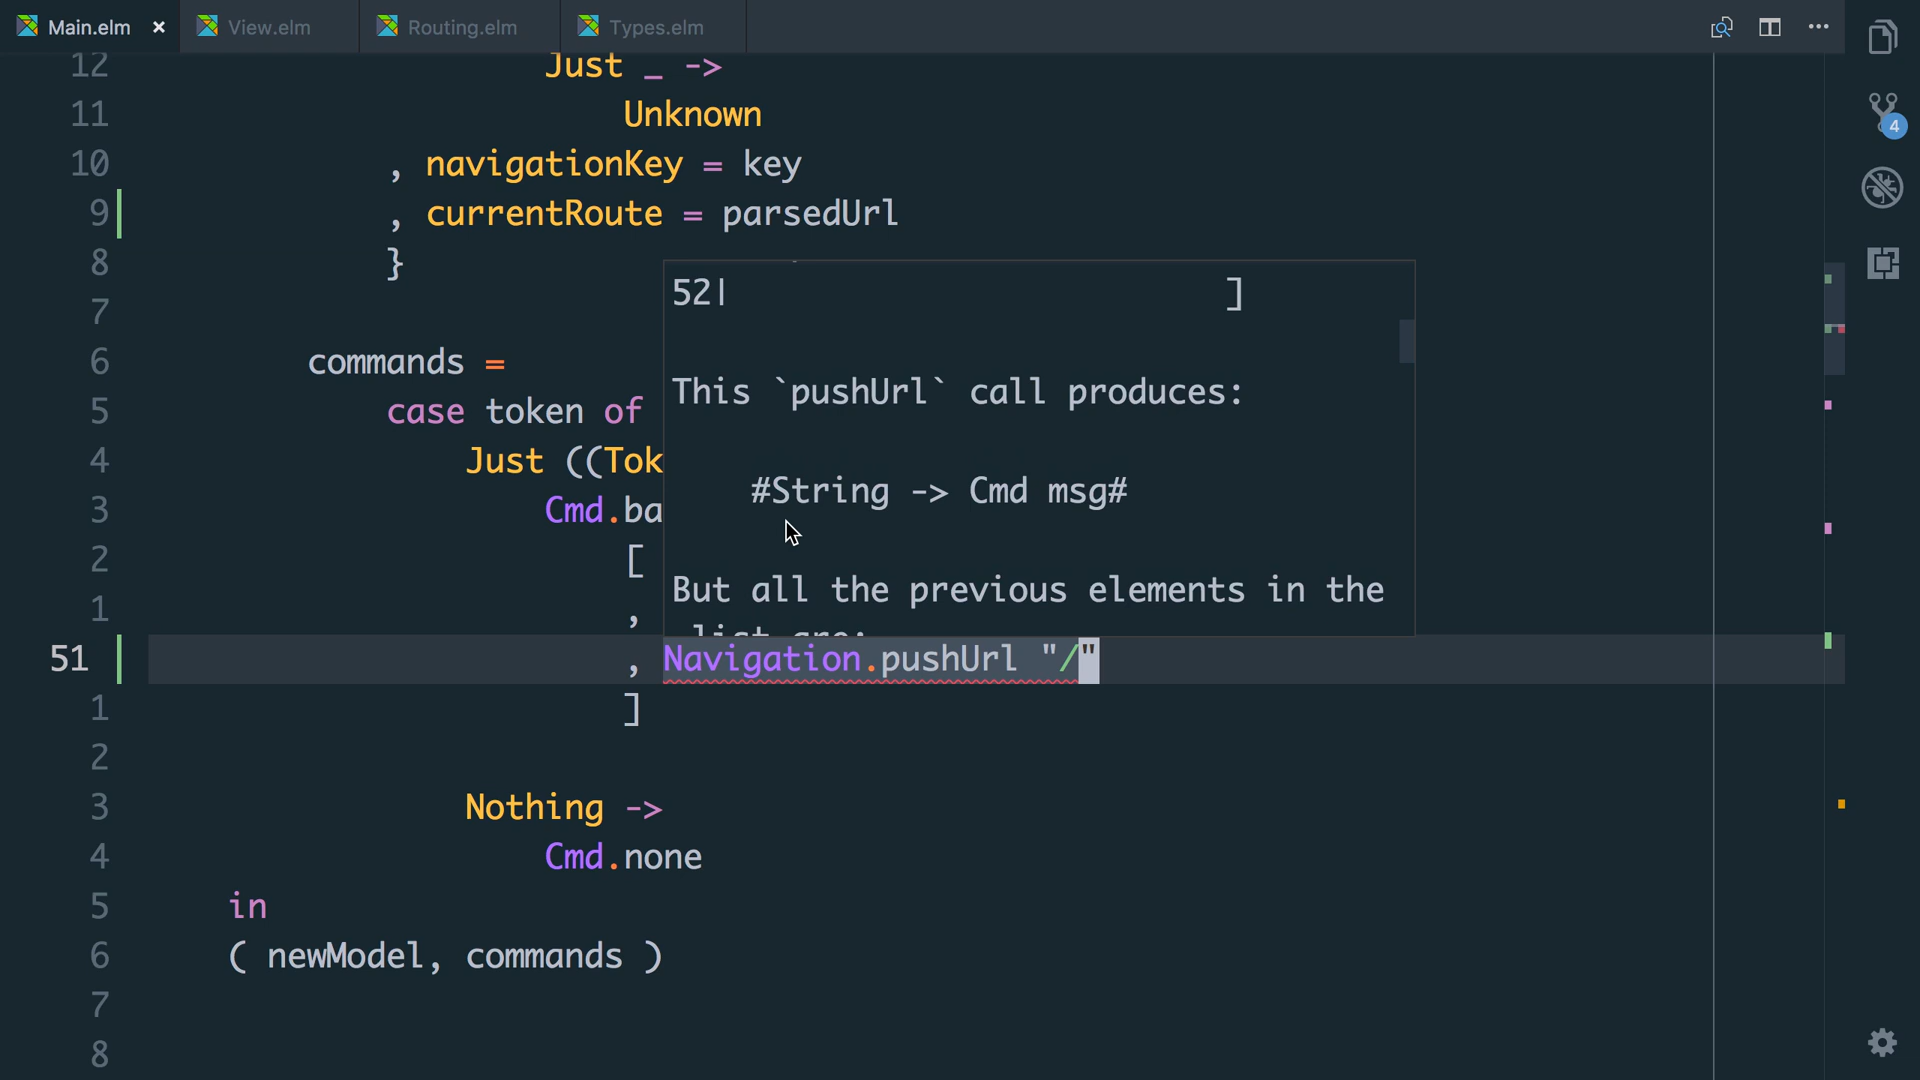 Main.elm × View.elm Routing.elm Types.elm
12 Just _ ->
11 Unknown
4
10 , navigationKey = key
9 , currentRoute = parsedUrl
8 }
52| ]
7
6 commands =
This `pushUrl` call produces:
5 case token of
4 Just ((Tok
#String -> Cmd msg#
3 Cmd.ba
2 [
But all the previous elements in the
1 ,
list are:
51 , Navigation.pushUrl "/"
1 ]
2
3 Nothing ->
4 Cmd.none
5 in
6 ( newModel, commands )
7
8